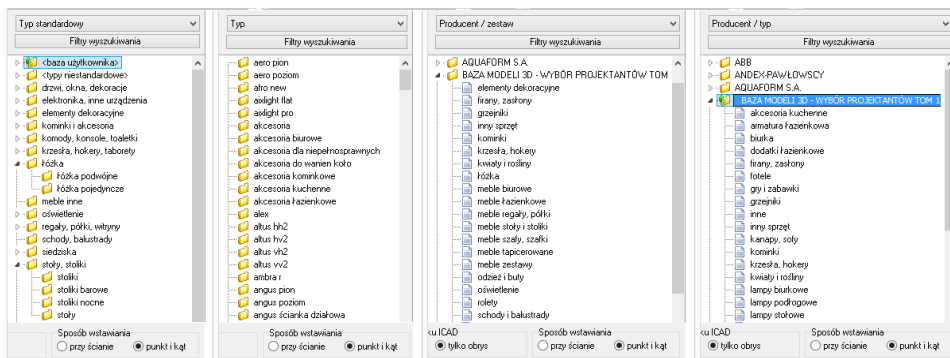 Typ standardowy
Filtry wyszukiwania
<baza użytkownika>
<typy niestandardowe>
drzwi, okna, dekoracje
elektronika, inne urządzenia
elementy dekoracyjne
kominki i akcesoria
komody, konsole, toaletki
krzesła, hokery, taborety
łóżka
łóżka podwójne
łóżka pojedyncze
meble inne
oświetlenie
regały, półki, witryny
schody, balustrady
siedziska
stoły, stoliki
stoliki
stoliki barowe
stoliki nocne
stoły
Sposób wstawiania
przy ścianie
punkt i kąt
Typ
Filtry wyszukiwania
aero pion
aero poziom
afro new
aixlight flat
aixlight pro
akcesoria
akcesoria biurowe
akcesoria dla niepełnosprawnych
akcesoria do wanien koło
akcesoria kominkowe
akcesoria kuchenne
akcesoria łazienkowe
alex
altus hh2
altus hv2
altus vh2
altus vv2
ambra r
angus pion
angus poziom
angus ścianka działowa
Sposób wstawiania
przy ścianie
punkt i kąt
Producent / zestaw
Filtry wyszukiwania
AQUAFORM S.A.
BAZA MODELI 3D - WYBÓR PROJEKTANTÓW TOM
elementy dekoracyjne
firany, zasłony
grzejniki
inny sprzęt
kominki
krzesła, hokery
kwiaty i rośliny
łóżka
meble biurowe
meble łazienkowe
meble regały, półki
meble stoły i stoliki
meble szafy, szafki
meble tapicerowane
meble zestawy
odzież i buty
oświetlenie
rolety
schody i balustrady
ku ICAD
tylko obrys
Sposób wstawiania
przy ścianie
punkt i kąt
Producent / typ
Filtry wyszukiwania
ABB
ANDEX-PAWŁOWSCY
AQUAFORM S.A.
BAZA MODELI 3D - WYBÓR PROJEKTANTÓW TOM 1
akcesoria kuchenne
armatura łazienkowa
biurka
dodatki łazienkowe
firany, zasłony
fotele
gry i zabawki
grzejniki
inne
inny sprzęt
kanapy, sofy
kominki
krzesła, hokery
kwiaty i rośliny
lampy biurkowe
lampy podłogowe
lampy stołowe
ku ICAD
tylko obrys
Sposób wstawiania
przy ścianie
punkt i kąt